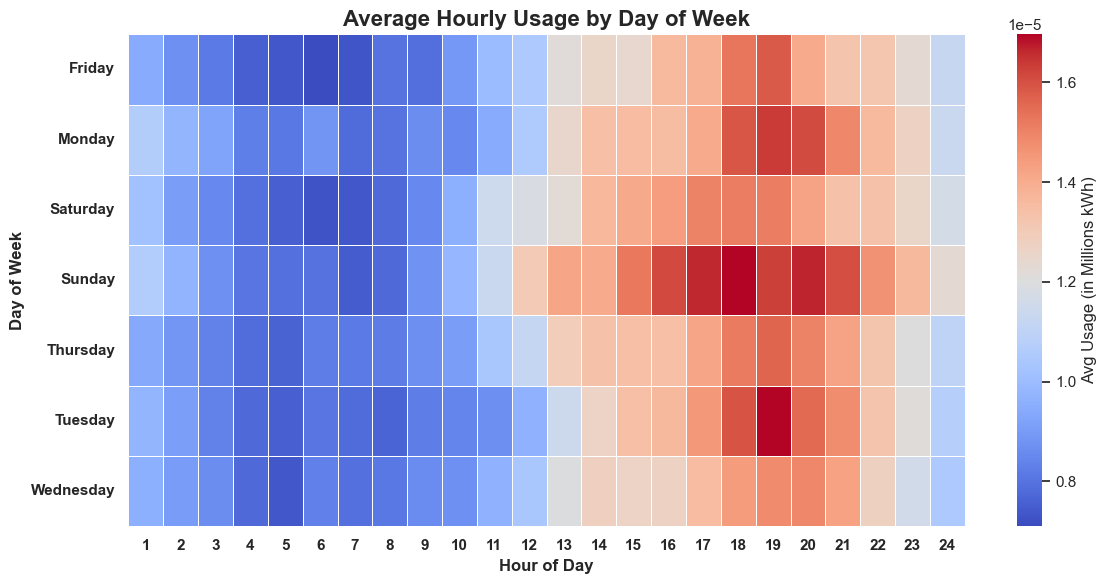 Average Hourly Usage by Day of Week
1e−5
Friday
Monday
Saturday
Sunday
Thursday
Tuesday
Wednesday
Day of Week
1 2 3 4 5 6 7 8 9 10 11 12 13 14 15 16 17 18 19 20 21 22 23 24
Hour of Day
1.6
1.4
1.2
1.0
0.8
Avg Usage (in Millions kWh)